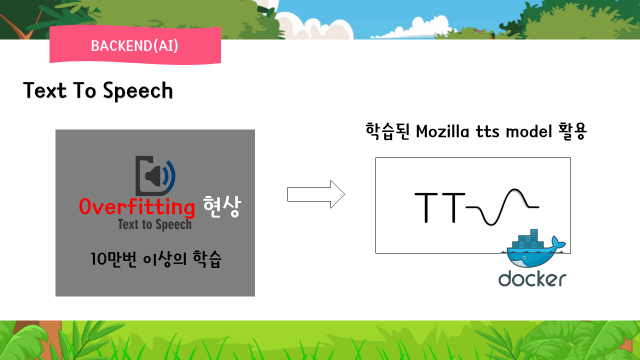 BACKEND(AI)
Text To Speech
Overfitting 현상
Text to Speech
10만번 이상의 학습
학습된 Mozilla tts model 활용
TT
docker